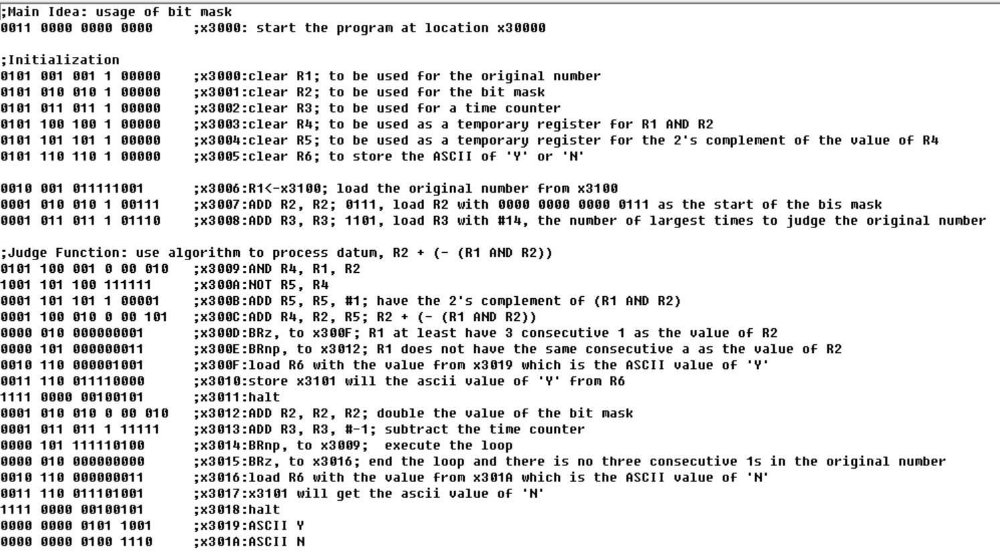 ;Main Idea: usage of bit mask
0011 0000 0000 0000 ;x3000: start the program at location x30000
;Initialization
0101 001 001 1 00000 ;x3000:clear R1; to be used for the original number
0101 010 010 1 00000 ;x3001:clear R2; to be used for the bit mask
0101 011 011 1 00000 ;x3002:clear R3; to be used for a time counter
0101 100 100 1 00000 ;x3003:clear R4; to be used as a temporary register for R1 AND R2
0101 101 101 1 00000 ;x3004:clear R5; to be used as a temporary register for the 2's complement of the value of R4
0101 110 110 1 00000 ;x3005:clear R6; to store the ASCII of 'Y' or 'N'
0010 001 011111001 ;x3006:R1<-x3100; load the original number from x3100
0001 010 010 1 00111 ;x3007:ADD R2, R2; 0111, load R2 with 0000 0000 0000 0111 as the start of the bis mask
0001 011 011 1 01110 ;x3008:ADD R3, R3; 1101, load R3 with #14, the number of largest times to judge the original number
;Judge Function: use algorithm to process datum, R2 + (- (R1 AND R2))
0101 100 001 0 00 010 ;x3009:AND R4, R1, R2
1001 101 100 111111 ;x300A:NOT R5, R4
0001 101 101 1 00001 ;x300B:ADD R5, R5, #1; have the 2's complement of (R1 AND R2)
0001 100 010 0 00 101 ;x300C:ADD R4, R2, R5; R2 + (- (R1 AND R2))
0000 010 000000001 ;x300D:BRz, to x300F; R1 at least have 3 consecutive 1 as the value of R2
0000 101 000000011 ;x300E:BRnp, to x3012; R1 does not have the same consecutive a as the value of R2
0010 110 000001001 ;x300F:load R6 with the value from x3019 which is the ASCII value of 'Y'
0011 110 011110000 ;x3010:store x3101 will the ascii value of 'Y' from R6
1111 0000 00100101 ;x3011:halt
0001 010 010 0 00 010 ;x3012:ADD R2, R2, R2; double the value of the bit mask
0001 011 011 1 11111 ;x3013:ADD R3, R3, #-1; subtract the time counter
0000 101 111110100 ;x3014:BRnp, to x3009; execute the loop
0000 010 000000000 ;x3015:BRz, to x3016; end the loop and there is no three consecutive 1s in the original number
0010 110 000000011 ;x3016:load R6 with the value from x301A which is the ASCII value of 'N'
0011 110 011101001 ;x3017:x3101 will get the ascii value of 'N'
1111 0000 00100101 ;x3018:halt
0000 0000 0101 1001 ;x3019:ASCII Y
0000 0000 0100 1110 ;x301A:ASCII N